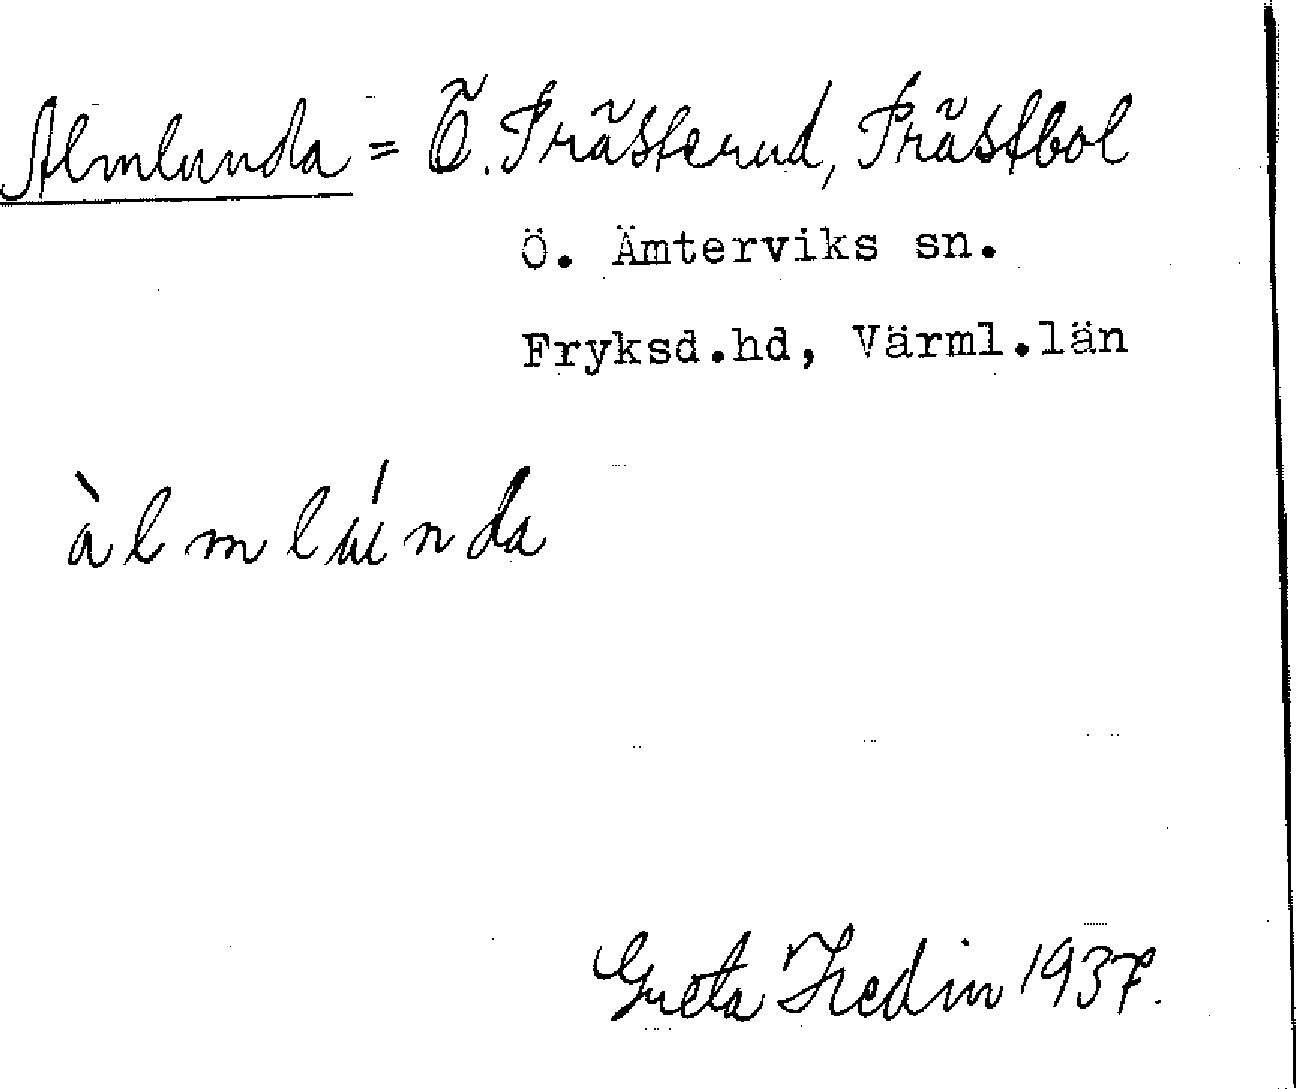 Almlunda = Ö. Prästerud, Prästbol
Ö. Ämterviks sn.
Fryksd.hd, Värml.län
àlmlúnda
Greta Hedin 1937.